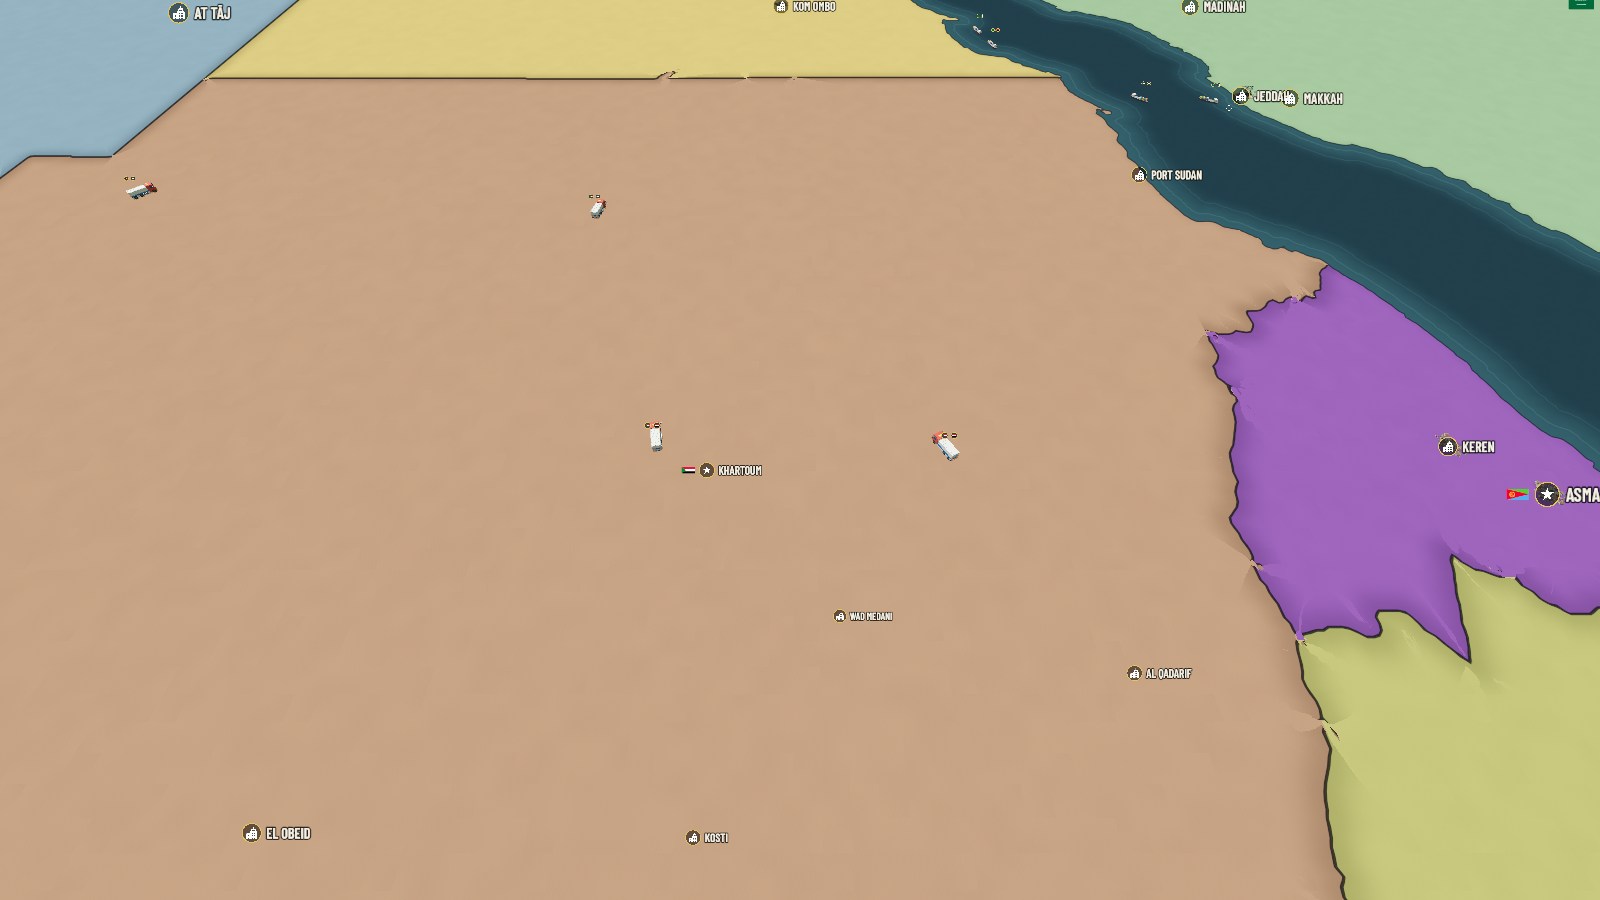 AT TĀJ
KOM OMBO
MADINAH
JEDDAH
MAKKAH
PORT SUDAN
KEREN
KHARTOUM
ASMA
WAD MEDANI
AL QADARIF
EL OBEID
KOSTI